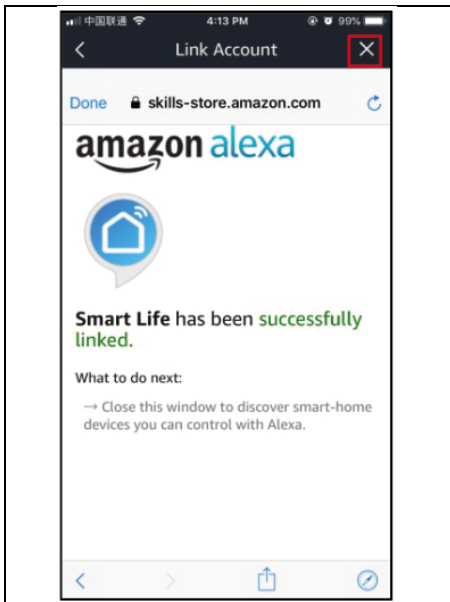 中国联通 4:13 PM 99%
Link Account
Done skills-store.amazon.com
amazon alexa
Smart Life has been successfully
linked.
What to do next:
→ Close this window to discover smart-home
devices you can control with Alexa.